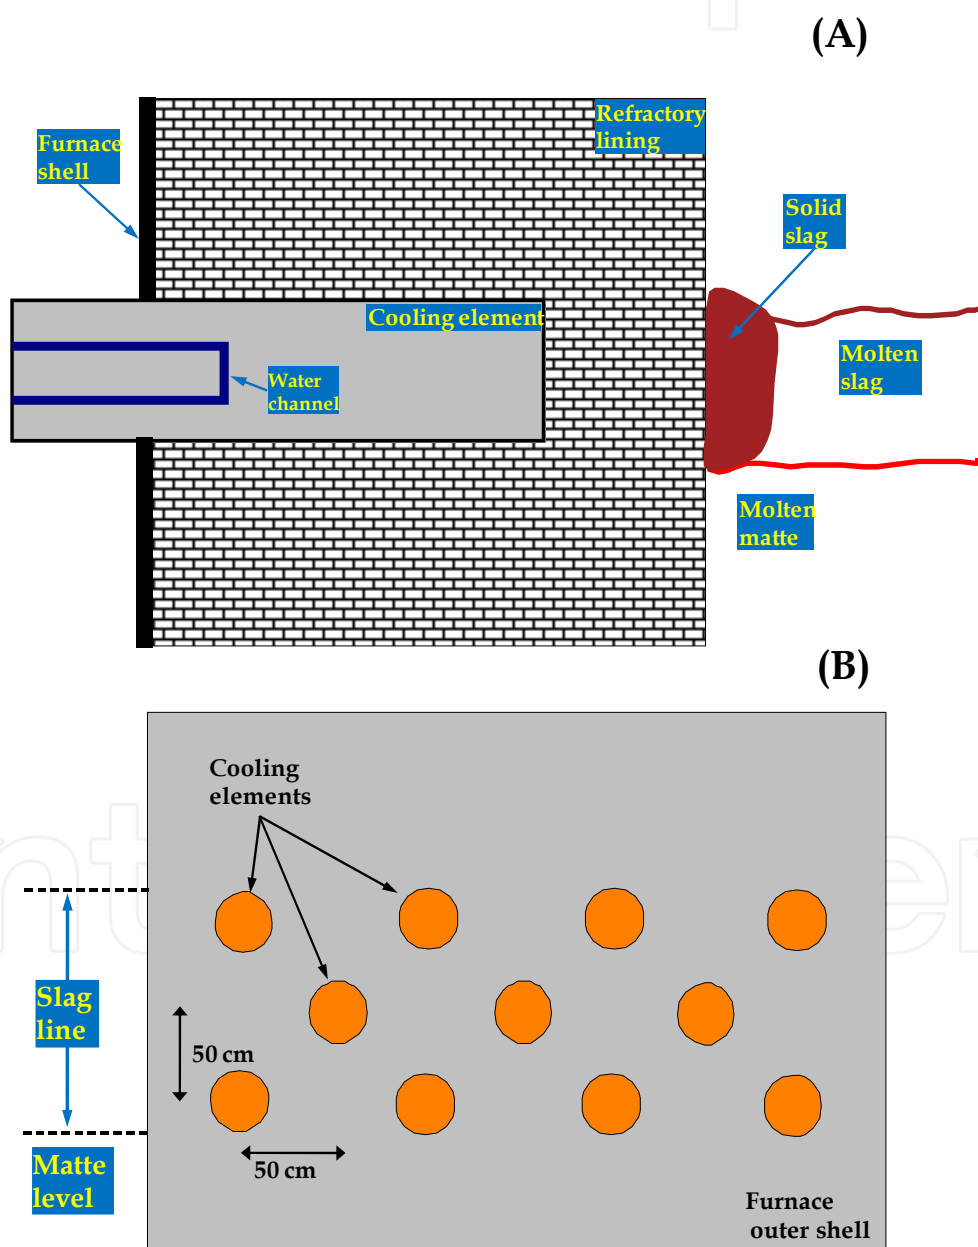 (A)
Refractory
lining
Furnace
shell
Solid
slag
Cooling element
Molten
slag
Water
channel
Molten
matte
(B)
Cooling
elements
Slag
line
50 cm
50 cm
Matte
level
Furnace
outer shell